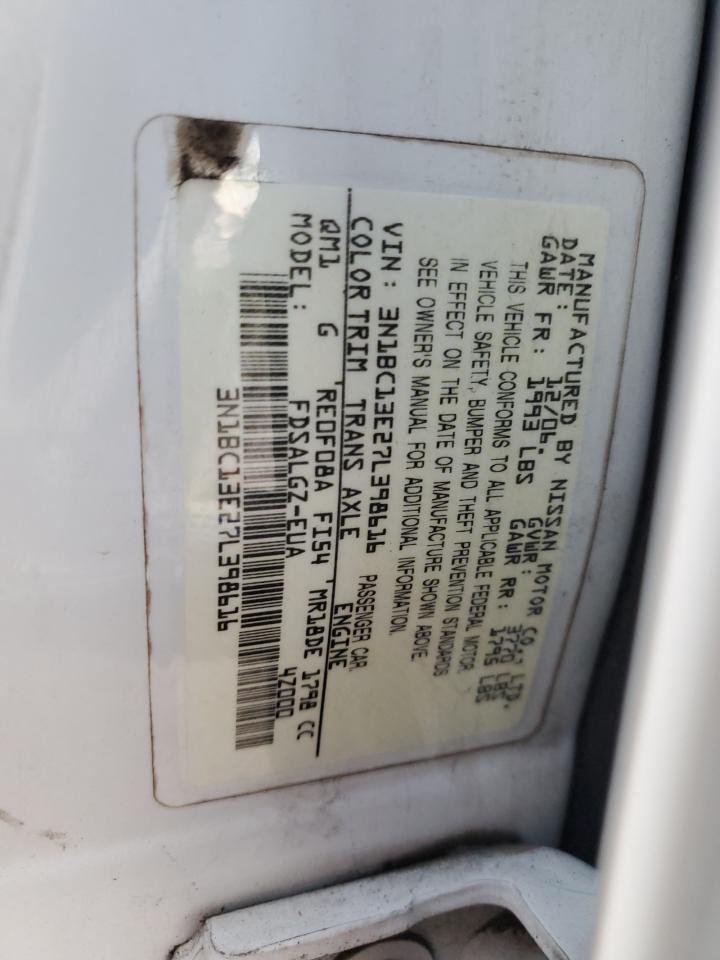 MANUFACTURED BY NISSAN MOTOR CO., LTD.
DATE: 12/06. GVWR: 3770 LBS
GAWR FR: 1993 LBS GAWR RR: 1795 LBS
THIS VEHICLE CONFORMS TO ALL APPLICABLE FEDERAL MOTOR
VEHICLE SAFETY, BUMPER AND THEFT PREVENTION STANDARDS
IN EFFECT ON THE DATE OF MANUFACTURE SHOWN ABOVE
SEE OWNER'S MANUAL FOR ADDITIONAL INFORMATION.
VIN: 3N1BC13E27L398616 PASSENGER CAR.
COLOR TRIM TRANS AXLE ENGINE
QM1 G 'RE0F08A FI54 'MR18DE 1798 CC
MODEL: FDSALGZ-EUA 4Z000
3N1BC13E27L398616